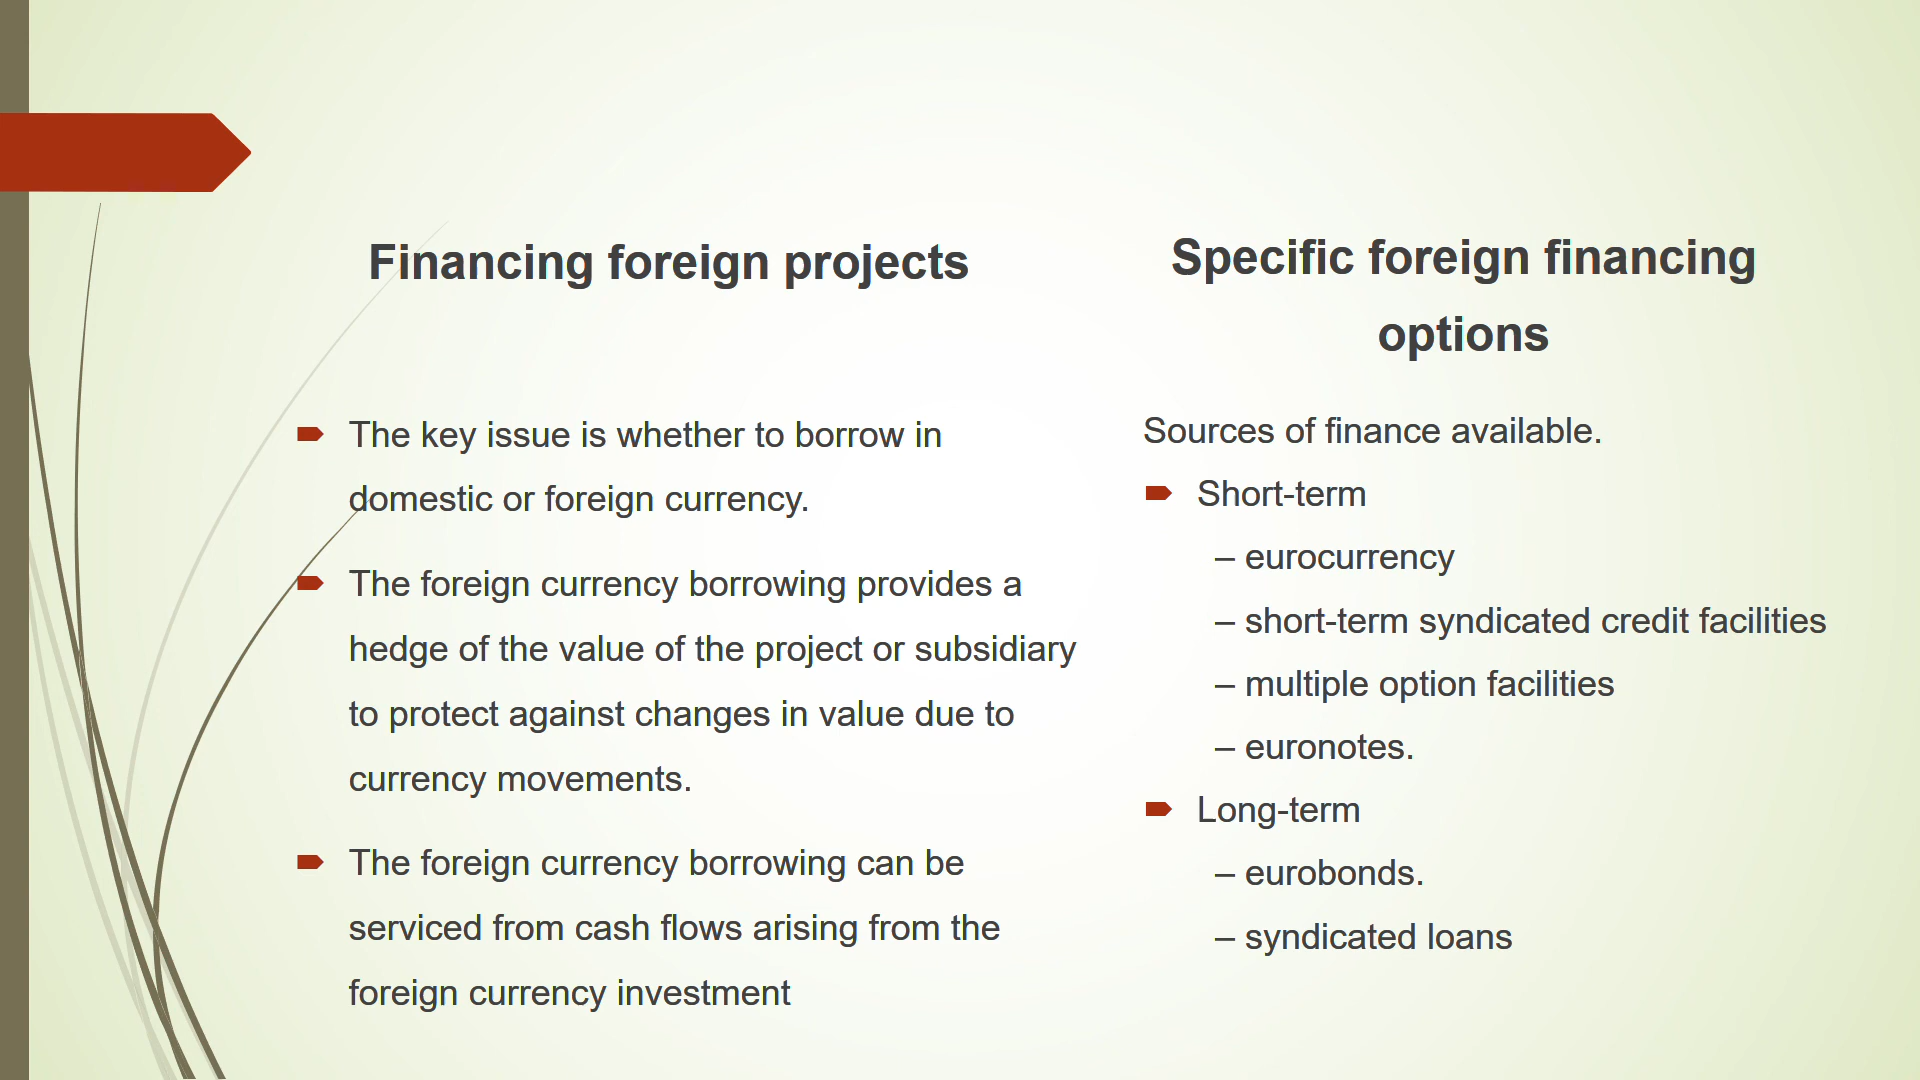 Financing foreign projects
The key issue is whether to borrow in
domestic or foreign currency.
The foreign currency borrowing provides a
hedge of the value of the project or subsidiary
to protect against changes in value due to
currency movements.
The foreign currency borrowing can be
serviced from cash flows arising from the
foreign currency investment
Specific foreign financing
options
Sources of finance available.
Short-term
– eurocurrency
– short-term syndicated credit facilities
– multiple option facilities
– euronotes.
Long-term
– eurobonds.
– syndicated loans